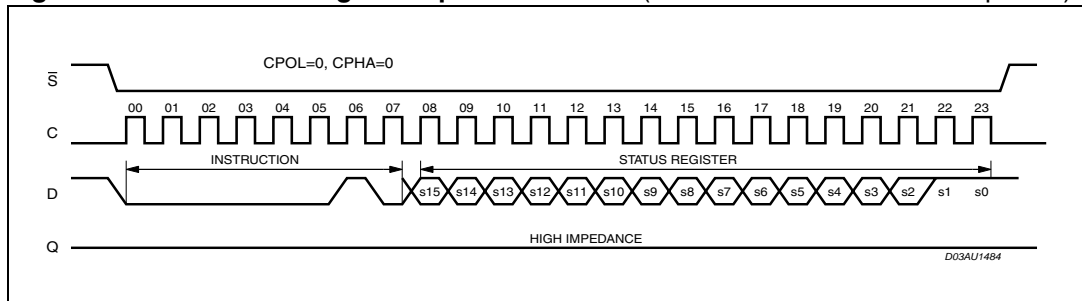 CPOL=0, CPHA=0
S
00 01 02 03 04 05 06 07 08 09 10 11 12 13 14 15 16 17 18 19 20 21 22 23
C
INSTRUCTION STATUS REGISTER
D s15 s14 s13 s12 s11 s10 s9 s8 s7 s6 s5 s4 s3 s2 s1 s0
HIGH IMPEDANCE
Q
D03AU1484